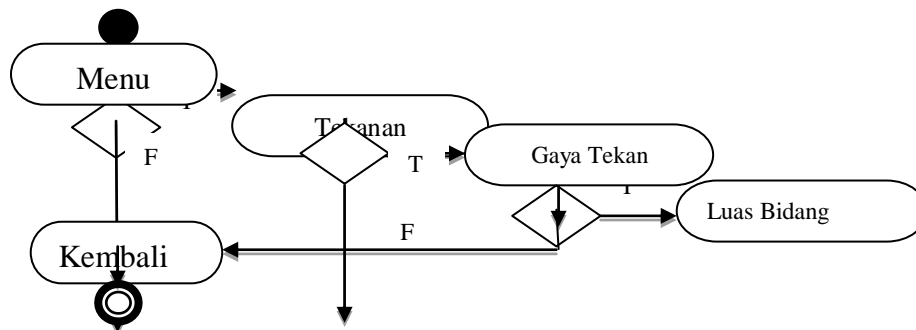 Menu
F
Tekanan
T
Gaya Tekan
Luas Bidang
F
Kembali